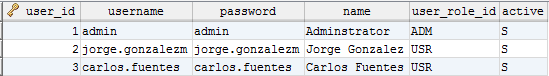 user_id username password name user_role_id active
1 admin admin Adminstrator ADM S
2 jorge.gonzalezm jorge.gonzalezm Jorge Gonzalez USR S
3 carlos.fuentes carlos.fuentes Carlos Fuentes USR S